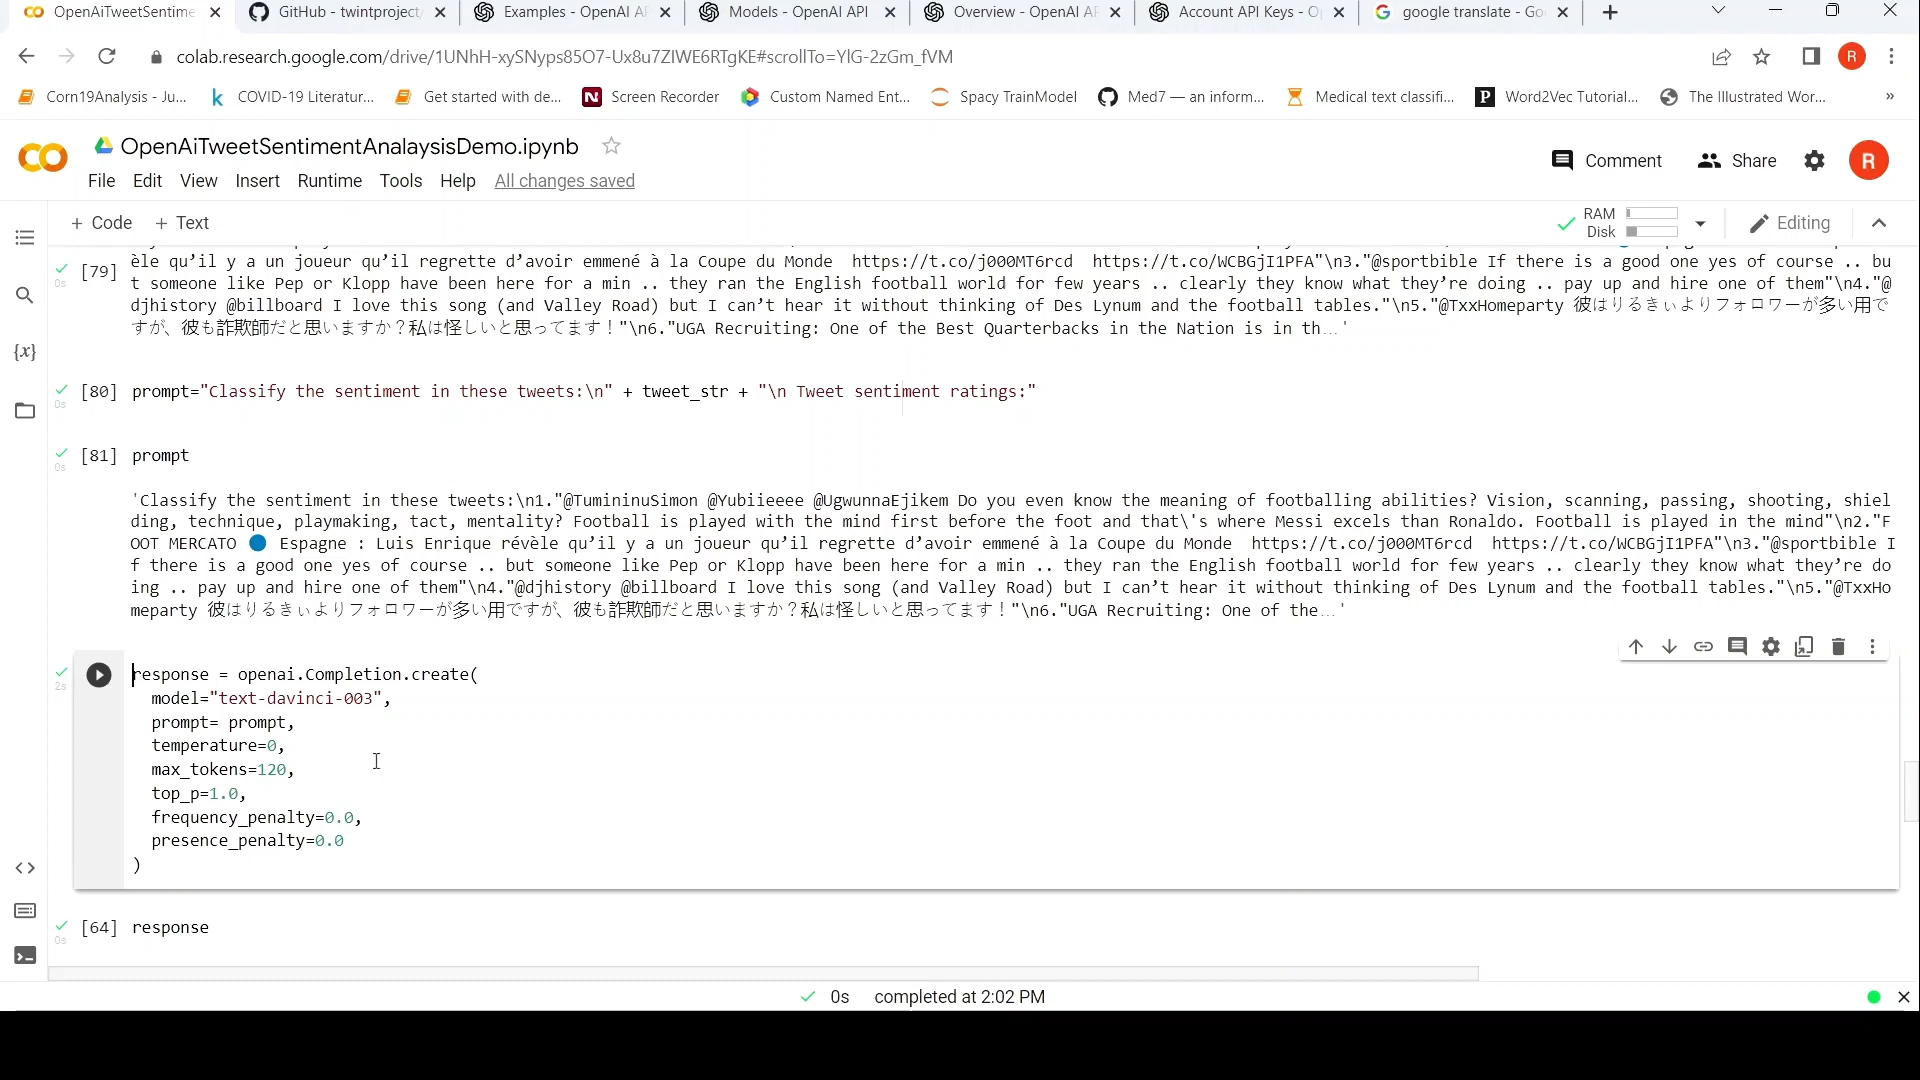 OpenAiTweetSentime
GitHub - twintproject/
Examples - OpenAI AP
Models - OpenAI API
Overview - OpenAI AP
Account API Keys - O
google translate - Go
colab.research.google.com/drive/1UNhH-xySNyps85O7-Ux8u7ZIWE6RTgKE#scrollTo=YlG-2zGm_fVM
R
Corn19Analysis - Ju...
COVID-19 Literatur...
Get started with de...
Screen Recorder
Custom Named Ent...
Spacy TrainModel
Med7 — an inform...
Medical text classifi...
Word2Vec Tutorial...
The Illustrated Wor...
»
OpenAiTweetSentimentAnalaysisDemo.ipynb
Comment
Share
R
File Edit View Insert Runtime Tools Help All changes saved
+ Code + Text
RAM
Disk
Editing
[79] èle qu’il y a un joueur qu’il regrette d’avoir emmené à la Coupe du Monde https://t.co/j000MT6rcd https://t.co/WCBGjI1PFA"\n3."@sportbible If there is a good one yes of course .. bu
t someone like Pep or Klopp have been here for a min .. they ran the English football world for few years .. clearly they know what they’re doing .. pay up and hire one of them"\n4."@
djhistory @billboard I love this song (and Valley Road) but I can’t hear it without thinking of Des Lynum and the football tables."\n5."@TxxHomeparty 彼はりるきぃよりフォロワーが多い用で
すが、彼も詐欺師だと思いますか？私は怪しいと思ってます！"\n6."UGA Recruiting: One of the Best Quarterbacks in the Nation is in th…'
0s
[80] prompt="Classify the sentiment in these tweets:\n" + tweet_str + "\n Tweet sentiment ratings:"
0s
[81] prompt
0s
'Classify the sentiment in these tweets:\n1."@TumininuSimon @Yubiieeee @UgwunnaEjikem Do you even know the meaning of footballing abilities? Vision, scanning, passing, shooting, shiel
ding, technique, playmaking, tact, mentality? Football is played with the mind first before the foot and that\'s where Messi excels than Ronaldo. Football is played in the mind"\n2."F
OOT MERCATO 🔵 Espagne : Luis Enrique révèle qu’il y a un joueur qu’il regrette d’avoir emmené à la Coupe du Monde https://t.co/j000MT6rcd https://t.co/WCBGjI1PFA"\n3."@sportbible I
f there is a good one yes of course .. but someone like Pep or Klopp have been here for a min .. they ran the English football world for few years .. clearly they know what they’re do
ing .. pay up and hire one of them"\n4."@djhistory @billboard I love this song (and Valley Road) but I can’t hear it without thinking of Des Lynum and the football tables."\n5."@TxxHo
meparty 彼はりるきぃよりフォロワーが多い用ですが、彼も詐欺師だと思いますか？私は怪しいと思ってます！"\n6."UGA Recruiting: One of the…'
response = openai.Completion.create(
2s
model="text-davinci-003",
prompt= prompt,
temperature=0,
max_tokens=120,
top_p=1.0,
frequency_penalty=0.0,
presence_penalty=0.0
)
[64] response
0s
0s completed at 2:02 PM